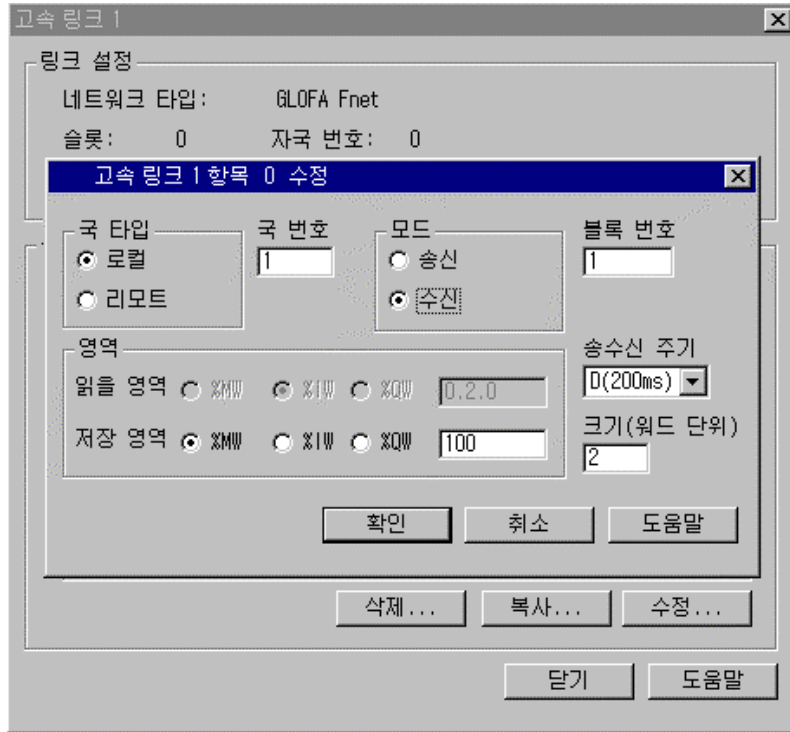 고속 링크 1
링크 설정
네트워크 타입: GLOFA Fnet
슬롯: 0 자국 번호: 0
고속 링크 1 항목 0 수정
국 타입 국 번호 모드 블록 번호
로컬 1 송신 1
리모트 수신
영역 송수신 주기
읽을 영역 %MW %IW %QW 0.2.0 D(200ms)
저장 영역 %MW %IW %QW 100 크기(워드 단위)
2
확인 취소 도움말
삭제... 복사... 수정...
닫기 도움말